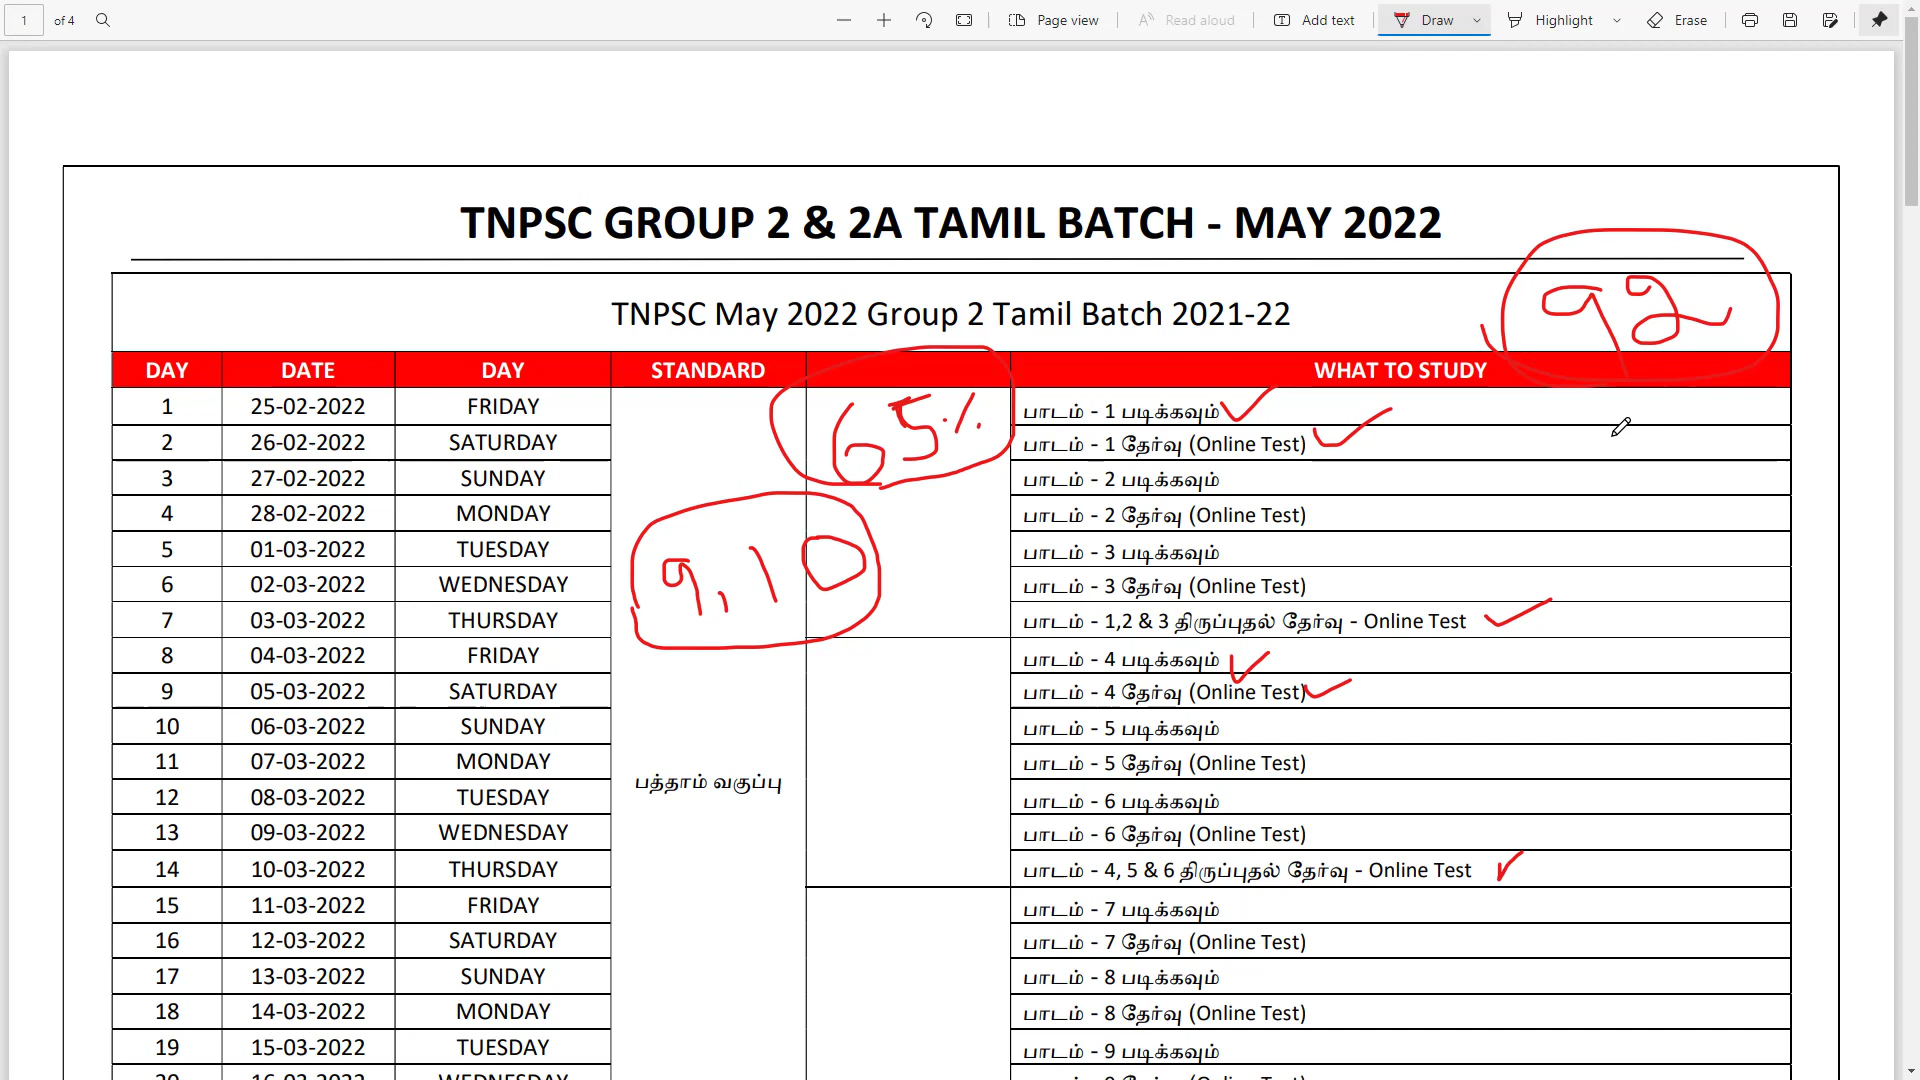 1 of 4 Page view Read aloud Add text Draw Highlight Erase
TNPSC GROUP 2 & 2A TAMIL BATCH - MAY 2022
92
TNPSC May 2022 Group 2 Tamil Batch 2021-22
DAY DATE DAY STANDARD WHAT TO STUDY
65%
1 25-02-2022 FRIDAY பாடம் - 1 படிக்கவும்
2 26-02-2022 SATURDAY பாடம் - 1 தேர்வு (Online Test)
3 27-02-2022 SUNDAY பாடம் - 2 படிக்கவும்
4 28-02-2022 MONDAY பாடம் - 2 தேர்வு (Online Test)
5 01-03-2022 TUESDAY பாடம் - 3 படிக்கவும்
9,10
6 02-03-2022 WEDNESDAY பாடம் - 3 தேர்வு (Online Test)
7 03-03-2022 THURSDAY பாடம் - 1,2 & 3 திருப்புதல் தேர்வு - Online Test
8 04-03-2022 FRIDAY பாடம் - 4 படிக்கவும்
9 05-03-2022 SATURDAY பாடம் - 4 தேர்வு (Online Test)
10 06-03-2022 SUNDAY பாடம் - 5 படிக்கவும்
11 07-03-2022 MONDAY பாடம் - 5 தேர்வு (Online Test)
பத்தாம் வகுப்பு
12 08-03-2022 TUESDAY பாடம் - 6 படிக்கவும்
13 09-03-2022 WEDNESDAY பாடம் - 6 தேர்வு (Online Test)
14 10-03-2022 THURSDAY பாடம் - 4, 5 & 6 திருப்புதல் தேர்வு - Online Test
15 11-03-2022 FRIDAY பாடம் - 7 படிக்கவும்
16 12-03-2022 SATURDAY பாடம் - 7 தேர்வு (Online Test)
17 13-03-2022 SUNDAY பாடம் - 8 படிக்கவும்
18 14-03-2022 MONDAY பாடம் - 8 தேர்வு (Online Test)
19 15-03-2022 TUESDAY பாடம் - 9 படிக்கவும்